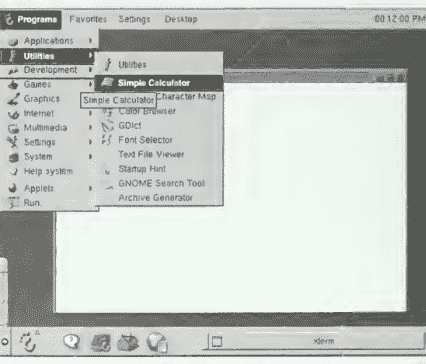 Programs Favorites Settings Desktop 00 12:00 PM
Applications
Utilities
Development
Games
Graphics
Internet
Multimedia
Settings
System
Help system
Applets
Run.
Utilities
Simple Calculator
Simple Calculator
Character Map
Color Browser
GDict
Font Selector
Text File Viewer
Startup Hint
GNOME Search Tool
Archive Generator
xterm